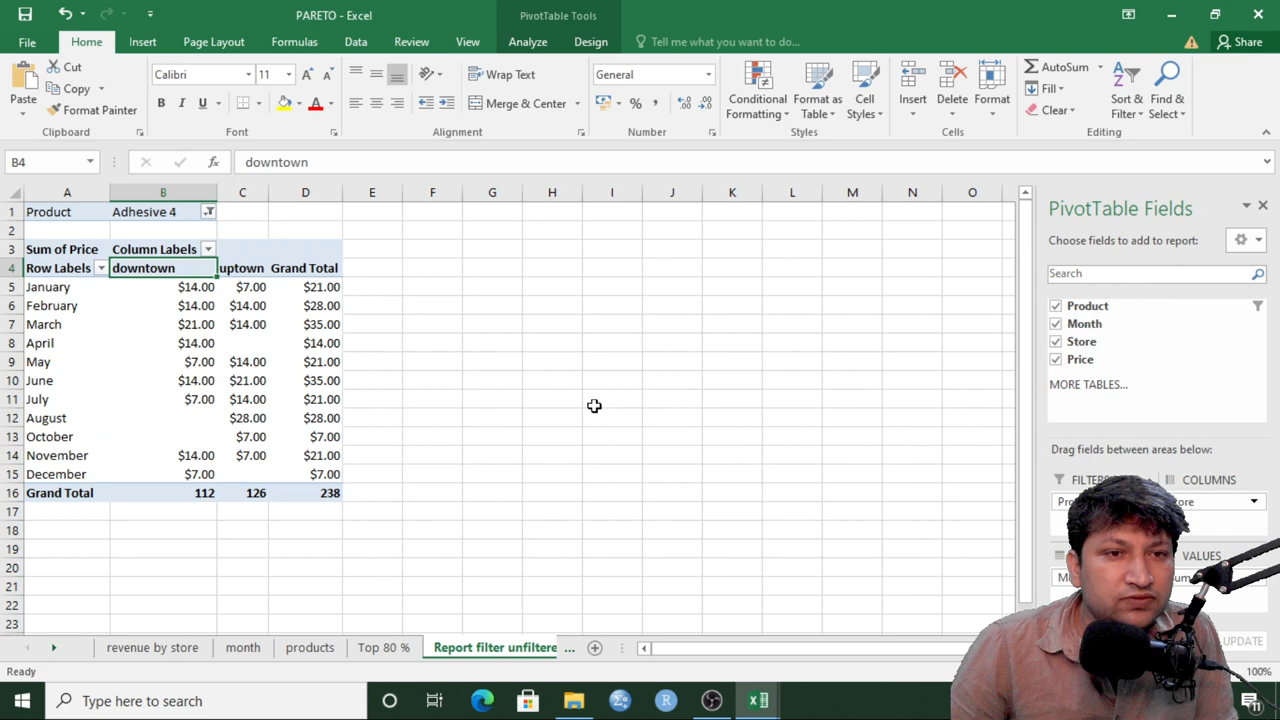 PARETO - Excel
PivotTable Tools
File Home Insert Page Layout Formulas Data Review View Analyze Design Tell me what you want to do... Share
Paste
Cut
Copy
Format Painter
Clipboard
Calibri 11
B I U A
Font
Wrap Text
Merge & Center
Alignment
General
% ,
Number
Conditional Formatting
Format as Table
Cell Styles
Styles
Insert Delete Format
Cells
AutoSum
Fill
Clear
Sort & Filter
Find & Select
Editing
B4 fx downtown
A B C D E F G H I J K L M N O
1 Product Adhesive 4
2
3 Sum of Price Column Labels
4 Row Labels downtown uptown Grand Total
5 January $14.00 $7.00 $21.00
6 February $14.00 $14.00 $28.00
7 March $21.00 $14.00 $35.00
8 April $14.00 $14.00
9 May $7.00 $14.00 $21.00
10 June $14.00 $21.00 $35.00
11 July $7.00 $14.00 $21.00
12 August $28.00 $28.00
13 October $7.00 $7.00
14 November $14.00 $7.00 $21.00
15 December $7.00 $7.00
16 Grand Total 112 126 238
17
18
19
20
21
22
23
PivotTable Fields
Choose fields to add to report:
Search
Product
Month
Store
Price
MORE TABLES...
Drag fields between areas below:
COLUMNS
VALUES
UPDATE
revenue by store month products Top 80 % Report filter unfiltere ...
Ready
100%
Type here to search